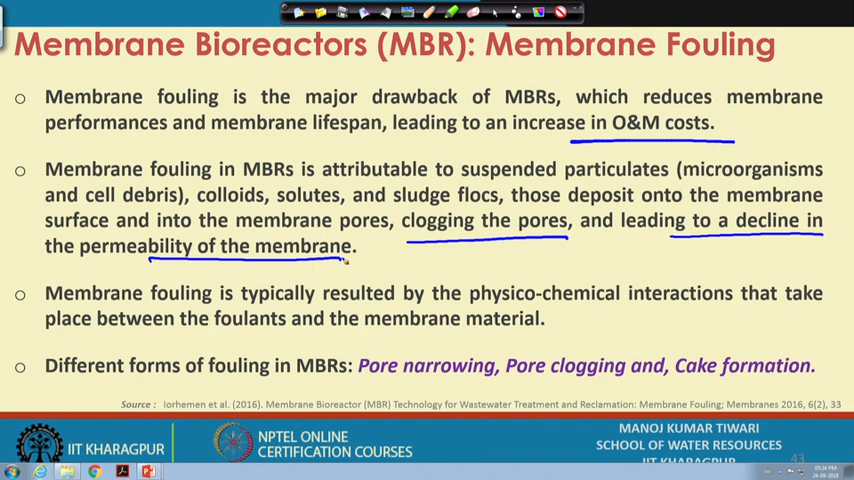 Membrane Bioreactors (MBR): Membrane Fouling
o Membrane fouling is the major drawback of MBRs, which reduces membrane
performances and membrane lifespan, leading to an increase in O&M costs.
o Membrane fouling in MBRs is attributable to suspended particulates (microorganisms
and cell debris), colloids, solutes, and sludge flocs, those deposit onto the membrane
surface and into the membrane pores, clogging the pores, and leading to a decline in
the permeability of the membrane.
o Membrane fouling is typically resulted by the physico-chemical interactions that take
place between the foulants and the membrane material.
o Different forms of fouling in MBRs: Pore narrowing, Pore clogging and, Cake formation.
Source : Iorhemen et al. (2016). Membrane Bioreactor (MBR) Technology for Wastewater Treatment and Reclamation: Membrane Fouling; Membranes 2016, 6(2), 33
IIT KHARAGPUR
NPTEL ONLINE
CERTIFICATION COURSES
MANOJ KUMAR TIWARI
SCHOOL OF WATER RESOURCES
IIT KHARAGPUR
43
05:34 PM
24-09-2018